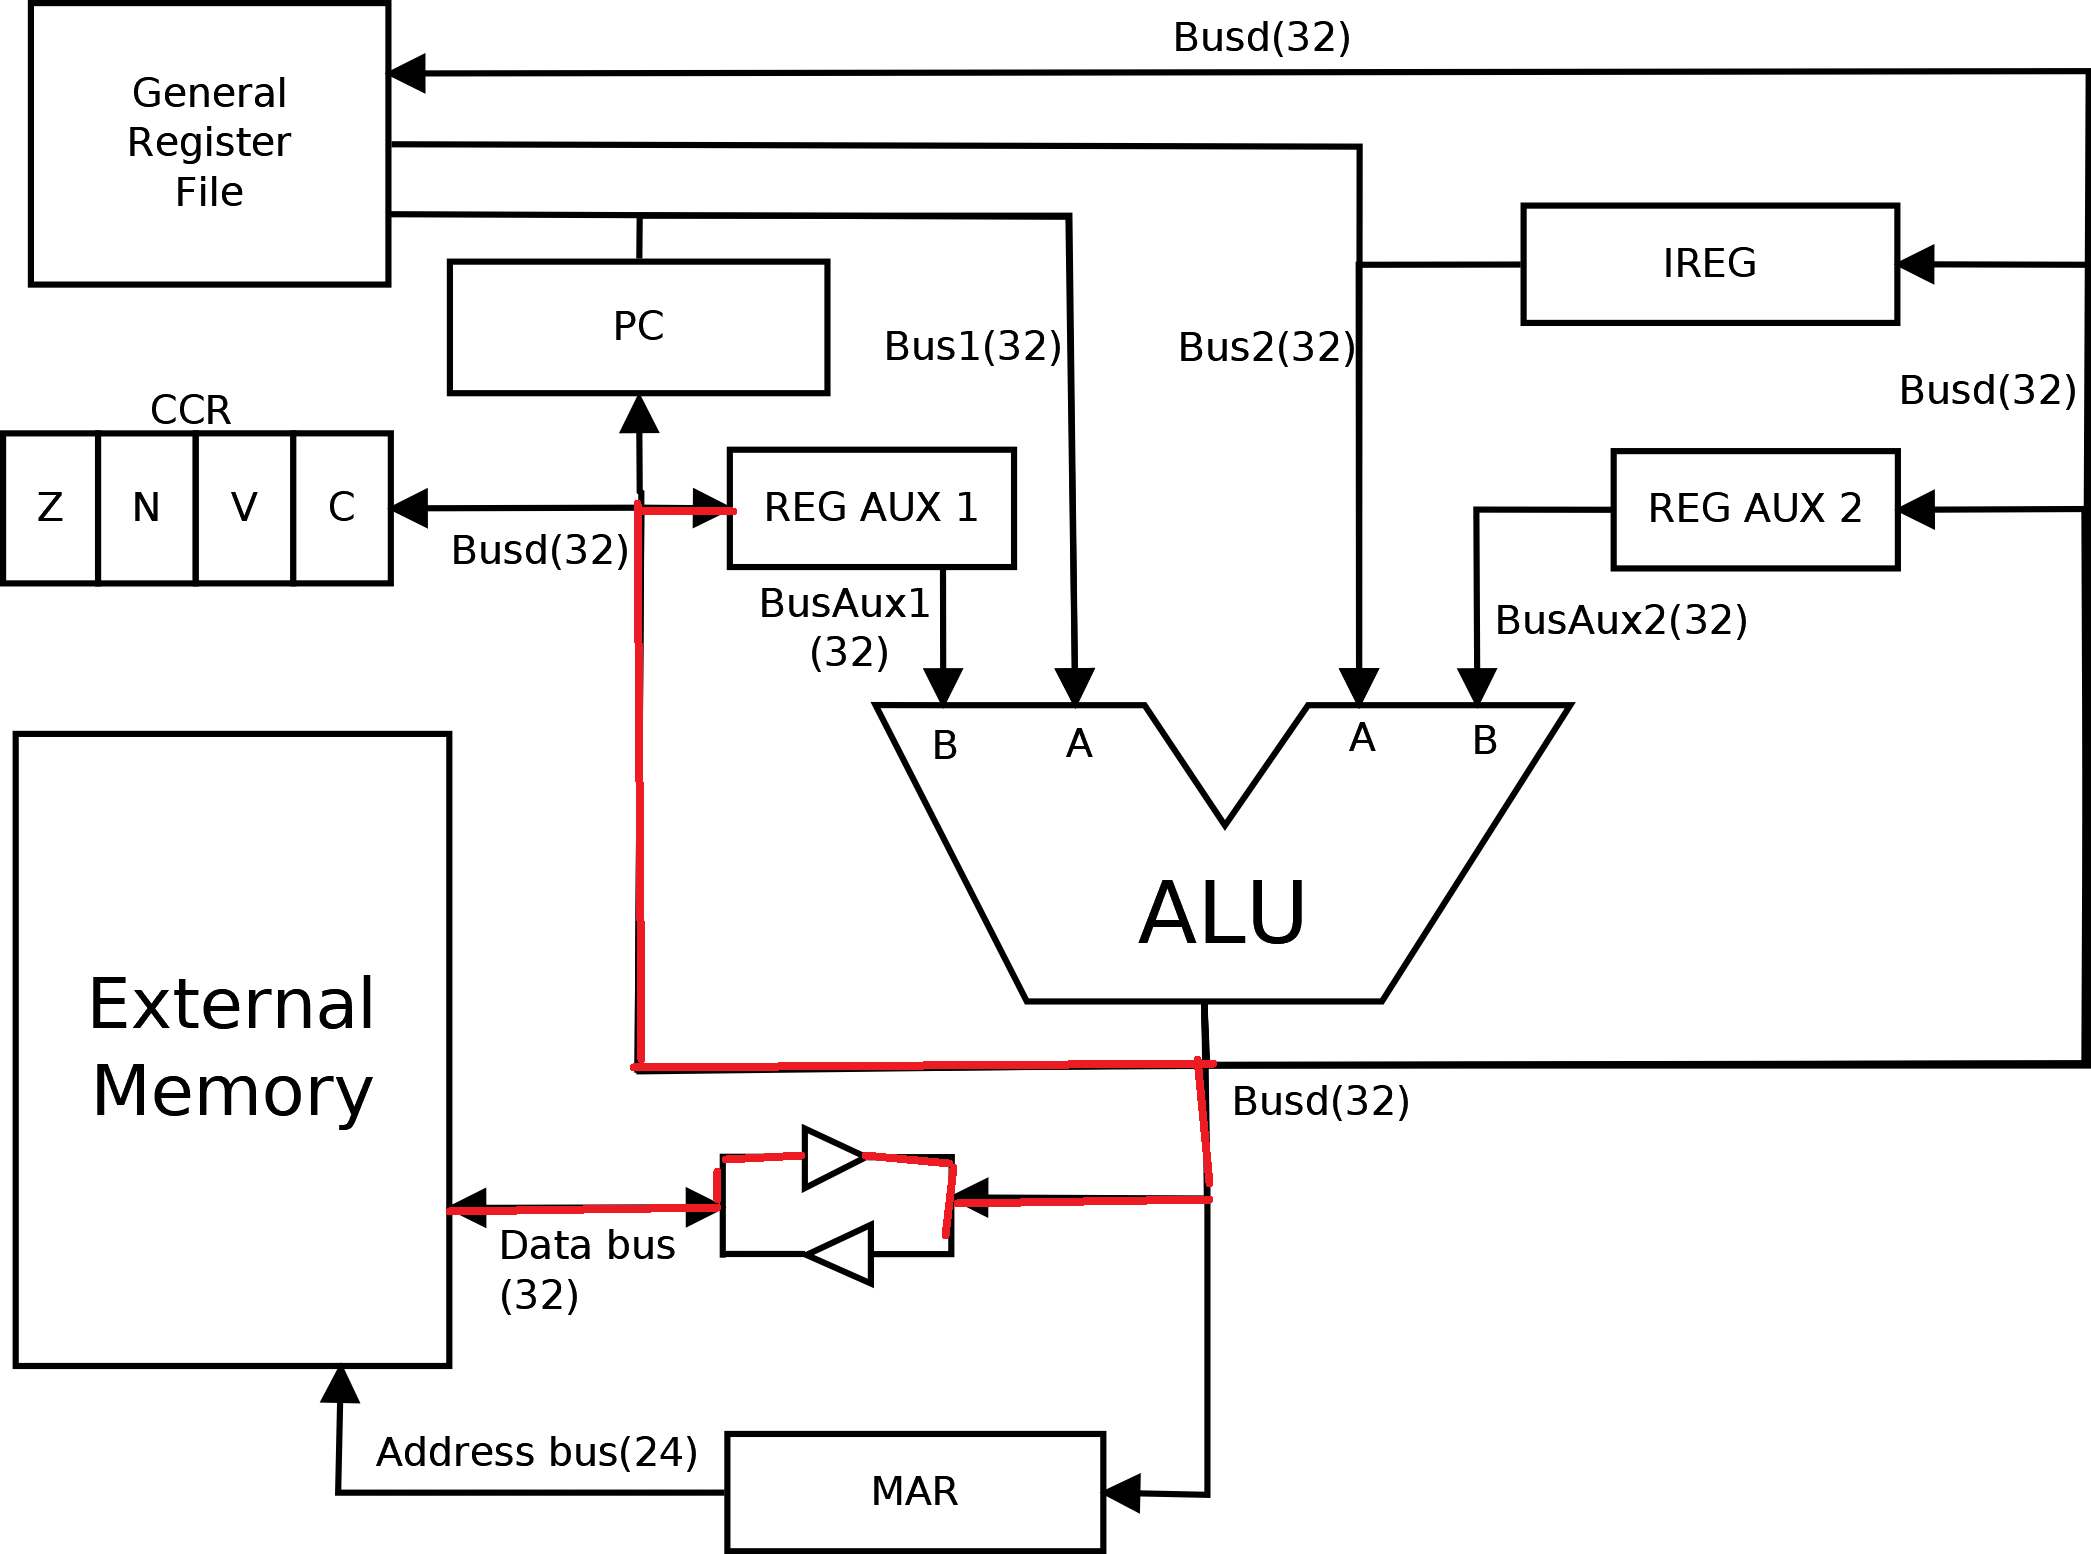 Busd(32)
General
Register
File
IREG
PC
Bus1(32)
Bus2(32)
Busd(32)
CCR
Z
N
V
C
REG AUX 1
REG AUX 2
Busd(32)
BusAux1
(32)
BusAux2(32)
B
A
A
B
ALU
External
Memory
Busd(32)
Data bus
(32)
Address bus(24)
MAR